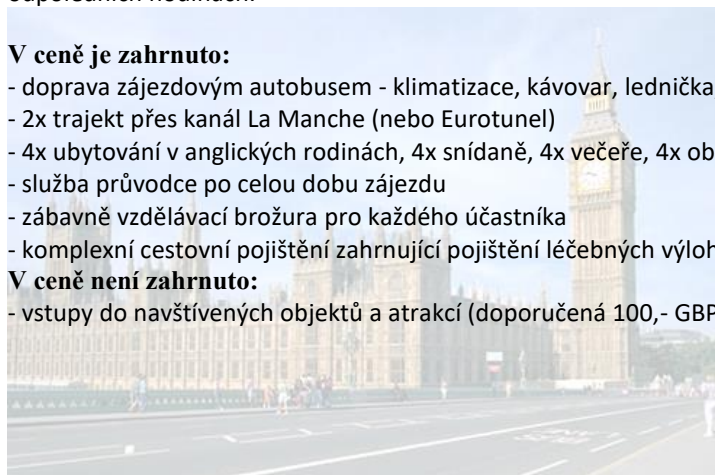 V ceně je zahrnuto:
- doprava zájezdovým autobusem - klimatizace, kávovar, lednička
- 2x trajekt přes kanál La Manche (nebo Eurotunel)
- 4x ubytování v anglických rodinách, 4x snídaně, 4x večeře, 4x ob
- služba průvodce po celou dobu zájezdu
- zábavně vzdělávací brožura pro každého účastníka
- komplexní cestovní pojištění zahrnující pojištění léčebných výloh
V ceně není zahrnuto:
- vstupy do navštívených objektů a atrakcí (doporučená 100,- GBP